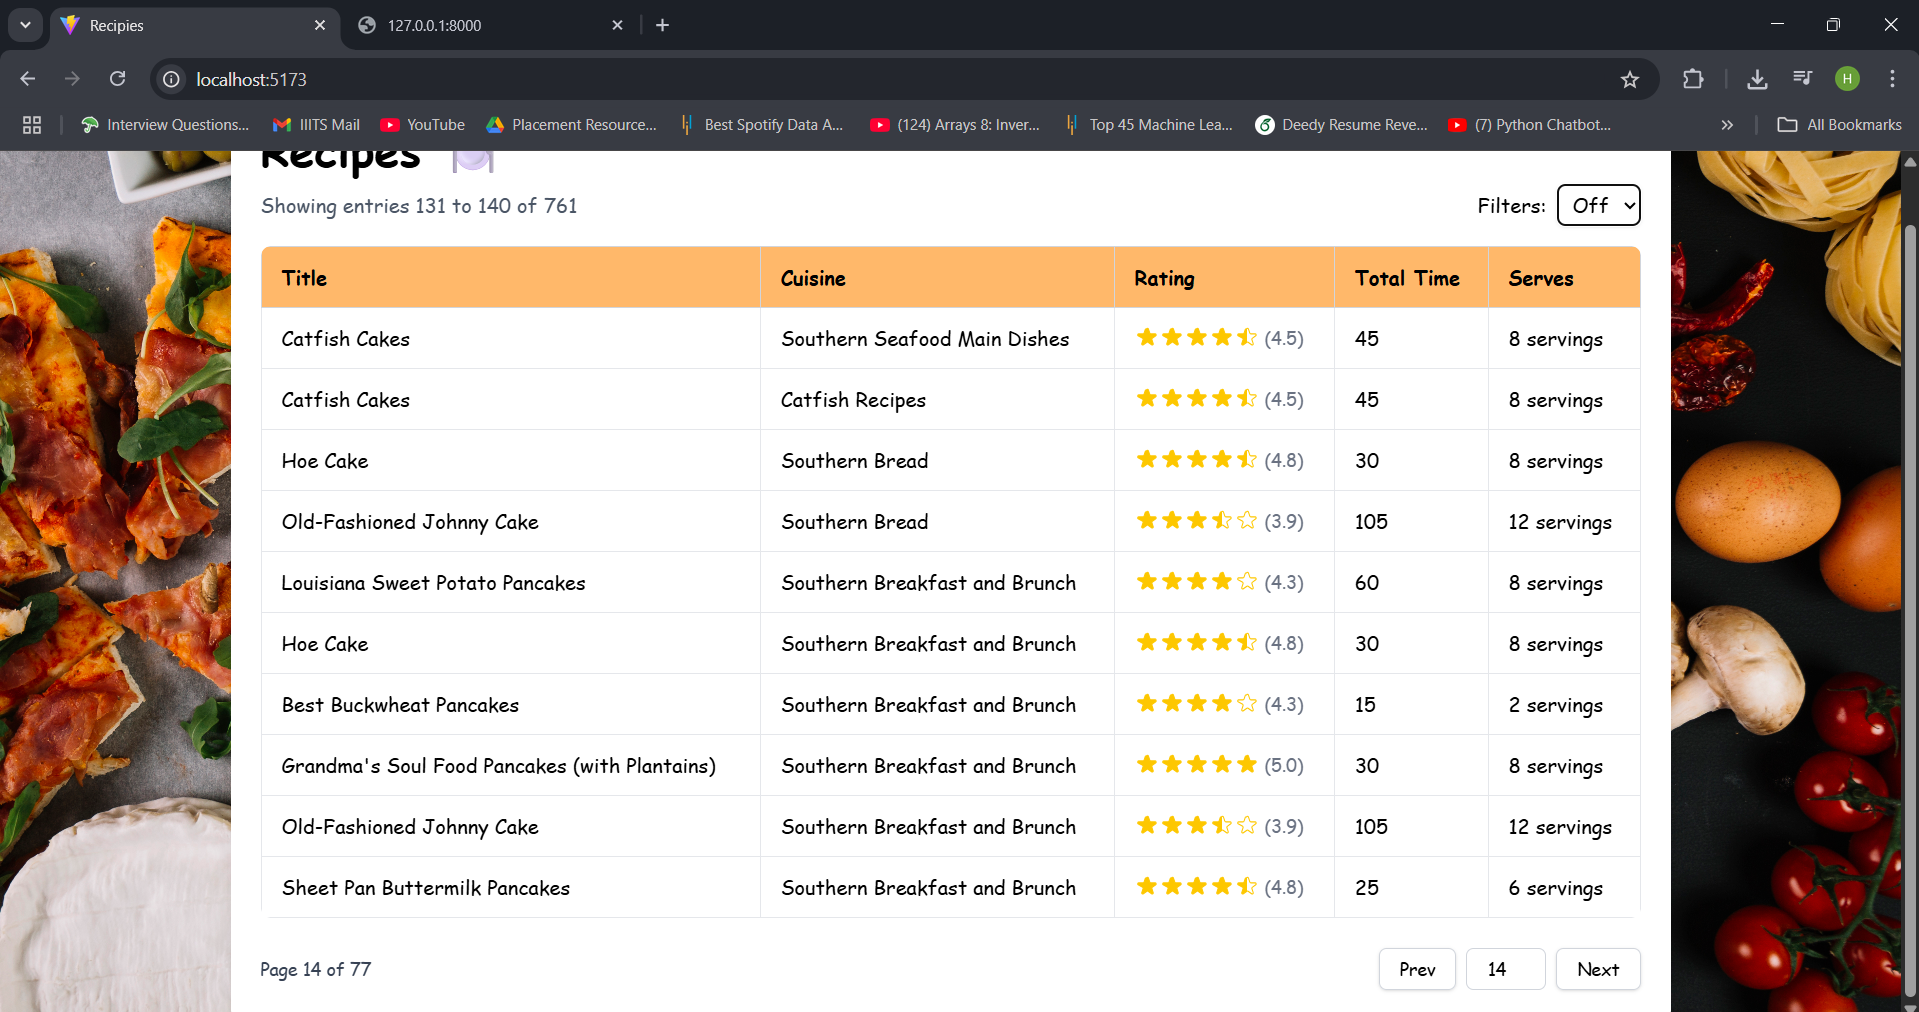 Recipies
127.0.0.1:8000
localhost:5173
H
Interview Questions...
IIITS Mail
YouTube
Placement Resource...
Best Spotify Data A...
(124) Arrays 8: Inver...
Top 45 Machine Lea...
Deedy Resume Reve...
(7) Python Chatbot...
All Bookmarks
Recipes
Showing entries 131 to 140 of 761
Filters: Off
Title Cuisine Rating Total Time Serves
Catfish Cakes Southern Seafood Main Dishes (4.5) 45 8 servings
Catfish Cakes Catfish Recipes (4.5) 45 8 servings
Hoe Cake Southern Bread (4.8) 30 8 servings
Old-Fashioned Johnny Cake Southern Bread (3.9) 105 12 servings
Louisiana Sweet Potato Pancakes Southern Breakfast and Brunch (4.3) 60 8 servings
Hoe Cake Southern Breakfast and Brunch (4.8) 30 8 servings
Best Buckwheat Pancakes Southern Breakfast and Brunch (4.3) 15 2 servings
Grandma's Soul Food Pancakes (with Plantains) Southern Breakfast and Brunch (5.0) 30 8 servings
Old-Fashioned Johnny Cake Southern Breakfast and Brunch (3.9) 105 12 servings
Sheet Pan Buttermilk Pancakes Southern Breakfast and Brunch (4.8) 25 6 servings
Page 14 of 77
Prev 14 Next